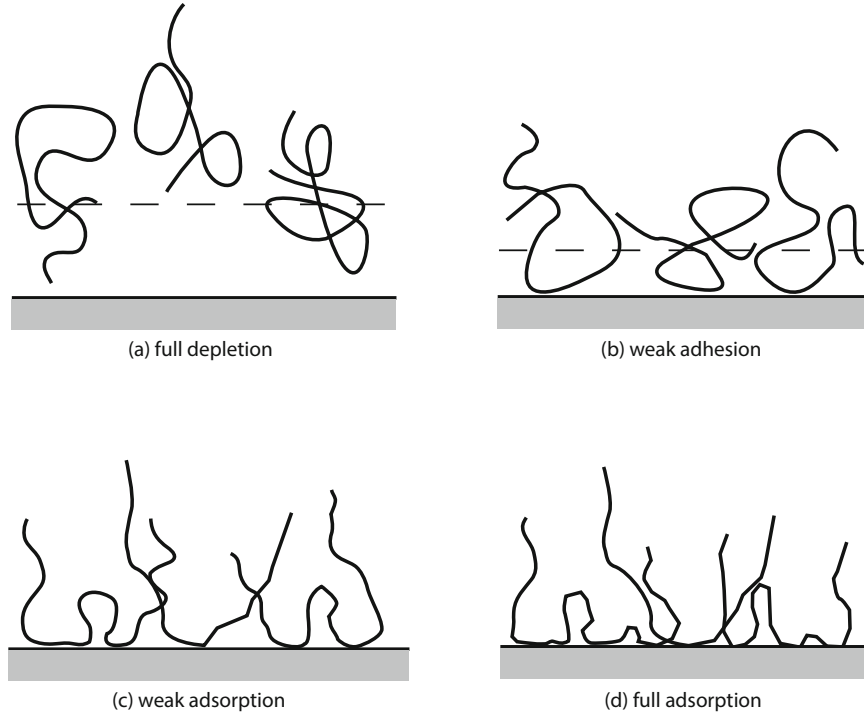 (a) full depletion
(b) weak adhesion
(c) weak adsorption
(d) full adsorption